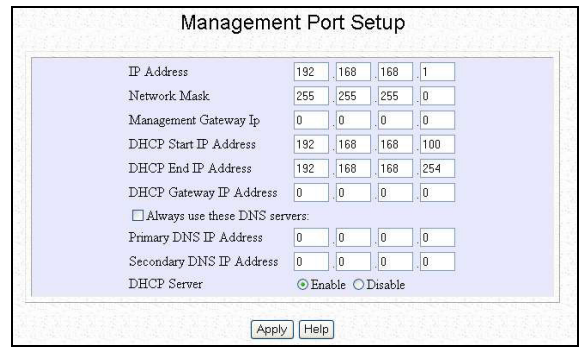 Management Port Setup
IP Address 192 . 168 . 168 . 1
Network Mask 255 . 255 . 255 . 0
Management Gateway Ip 0 . 0 . 0 . 0
DHCP Start IP Address 192 . 168 . 168 . 100
DHCP End IP Address 192 . 168 . 168 . 254
DHCP Gateway IP Address 0 . 0 . 0 . 0
Always use these DNS servers:
Primary DNS IP Address 0 . 0 . 0 . 0
Secondary DNS IP Address 0 . 0 . 0 . 0
DHCP Server Enable Disable
Apply Help